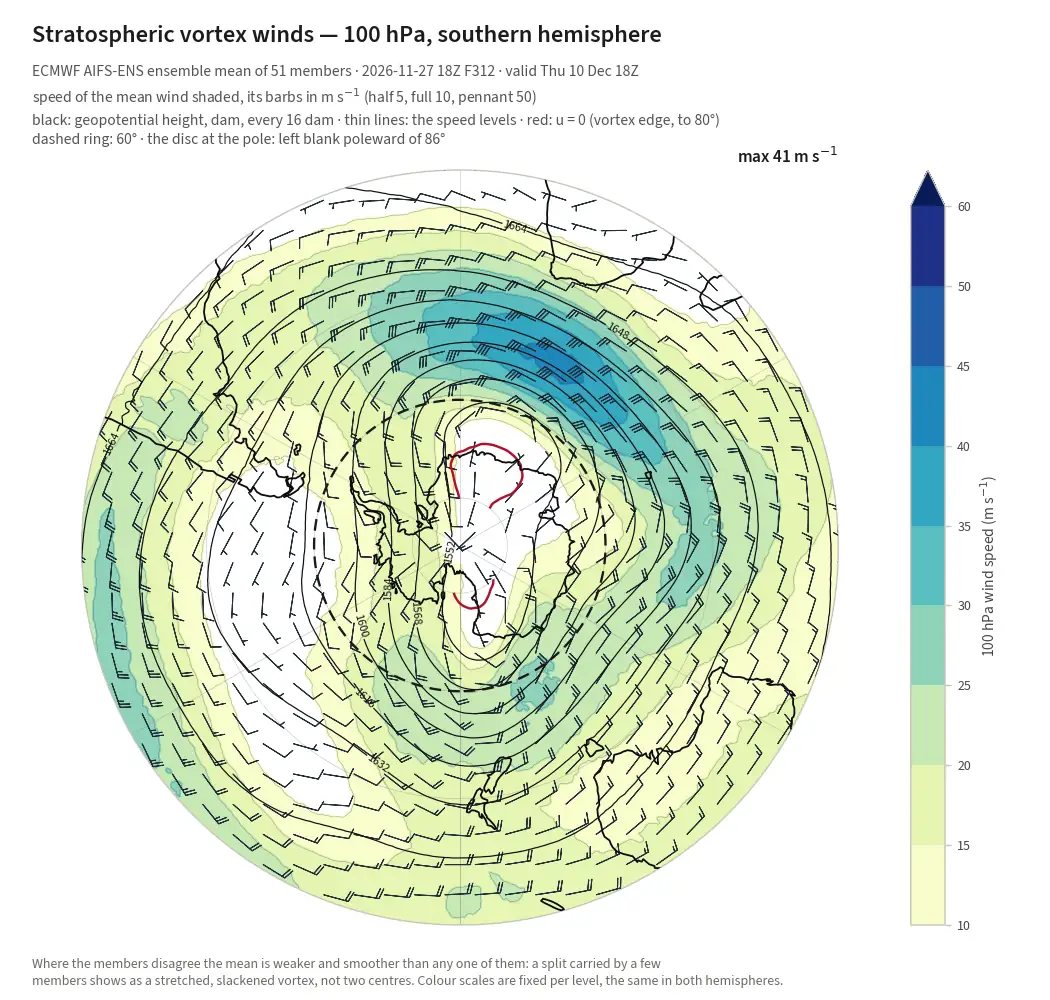 Stratospheric vortex winds — 100 hPa, southern hemisphere
ECMWF AIFS-ENS ensemble mean of 51 members · 2026-11-27 18Z F312 · valid Thu 10 Dec 18Z
speed of the mean wind shaded, its barbs in m s⁻¹ (half 5, full 10, pennant 50)
black: geopotential height, dam, every 16 dam · thin lines: the speed levels · red: u = 0 (vortex edge, to 80°)
dashed ring: 60° · the disc at the pole: left blank poleward of 86°
max 41 m s⁻¹
60
50
45
40
35
30
25
20
15
10
100 hPa wind speed (m s⁻¹)
1664
1648
1664
1552
1584
1568
1600
1616
1632
Where the members disagree the mean is weaker and smoother than any one of them: a split carried by a few
members shows as a stretched, slackened vortex, not two centres. Colour scales are fixed per level, the same in both hemispheres.